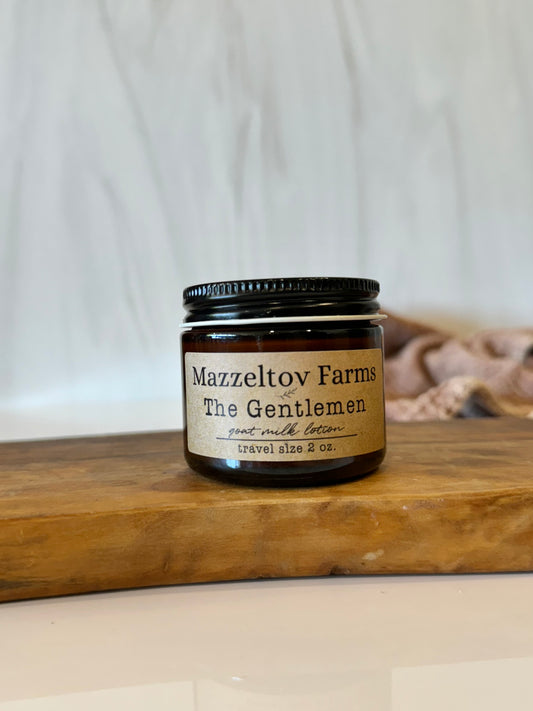 Mazzeltov Farms
The Gentlemen
goat milk lotion
travel size 2 oz.